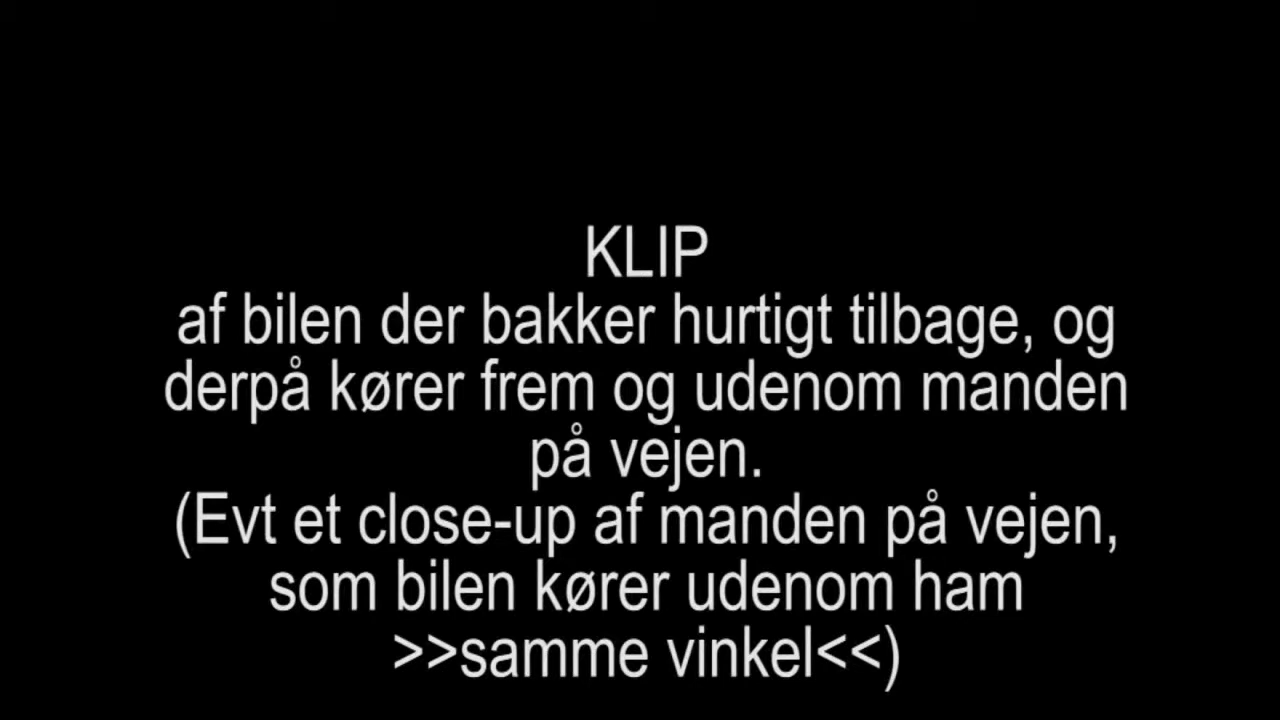 KLIP
af bilen der bakker hurtigt tilbage, og
derpå kører frem og udenom manden
på vejen.
(Evt et close-up af manden på vejen,
som bilen kører udenom ham
>>samme vinkel<<)